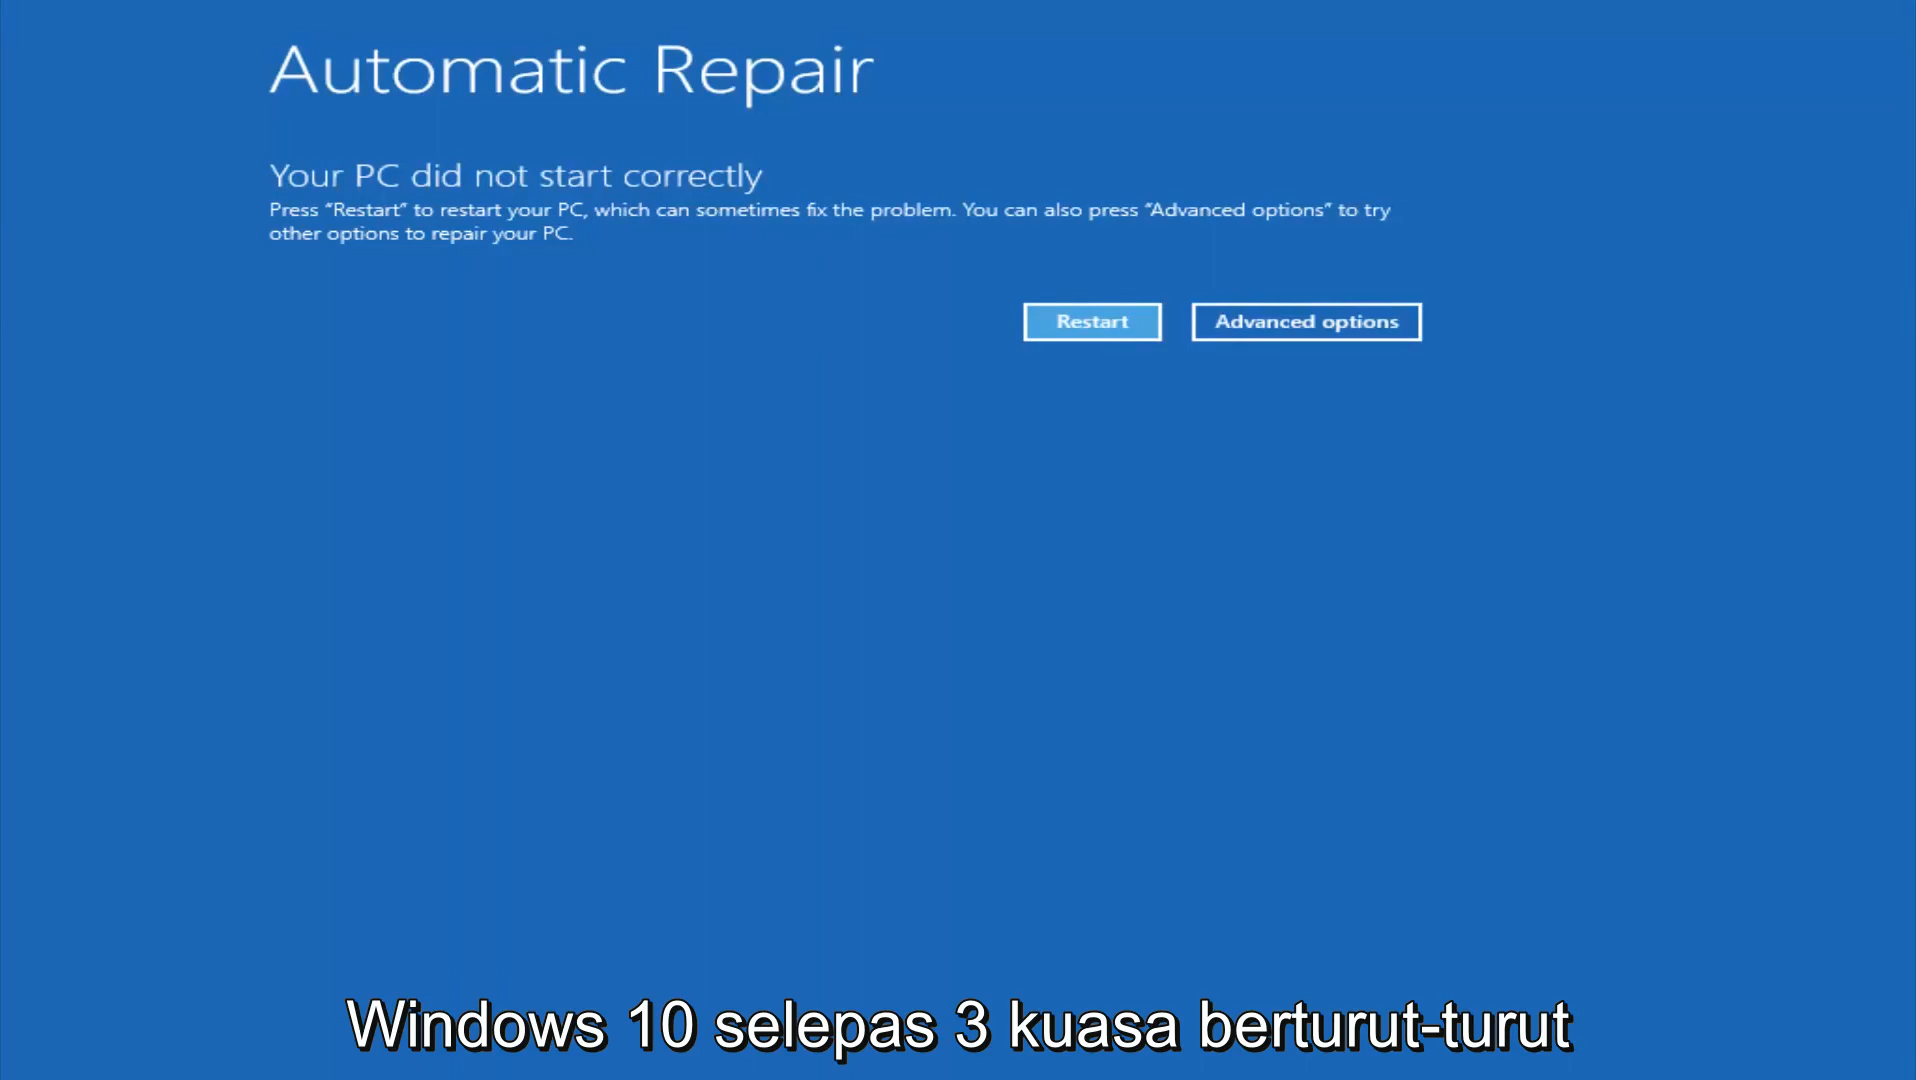 Automatic Repair
Your PC did not start correctly
Press “Restart” to restart your PC, which can sometimes fix the problem. You can also press “Advanced options” to try
other options to repair your PC.
Restart
Advanced options
Windows 10 selepas 3 kuasa berturut-turut